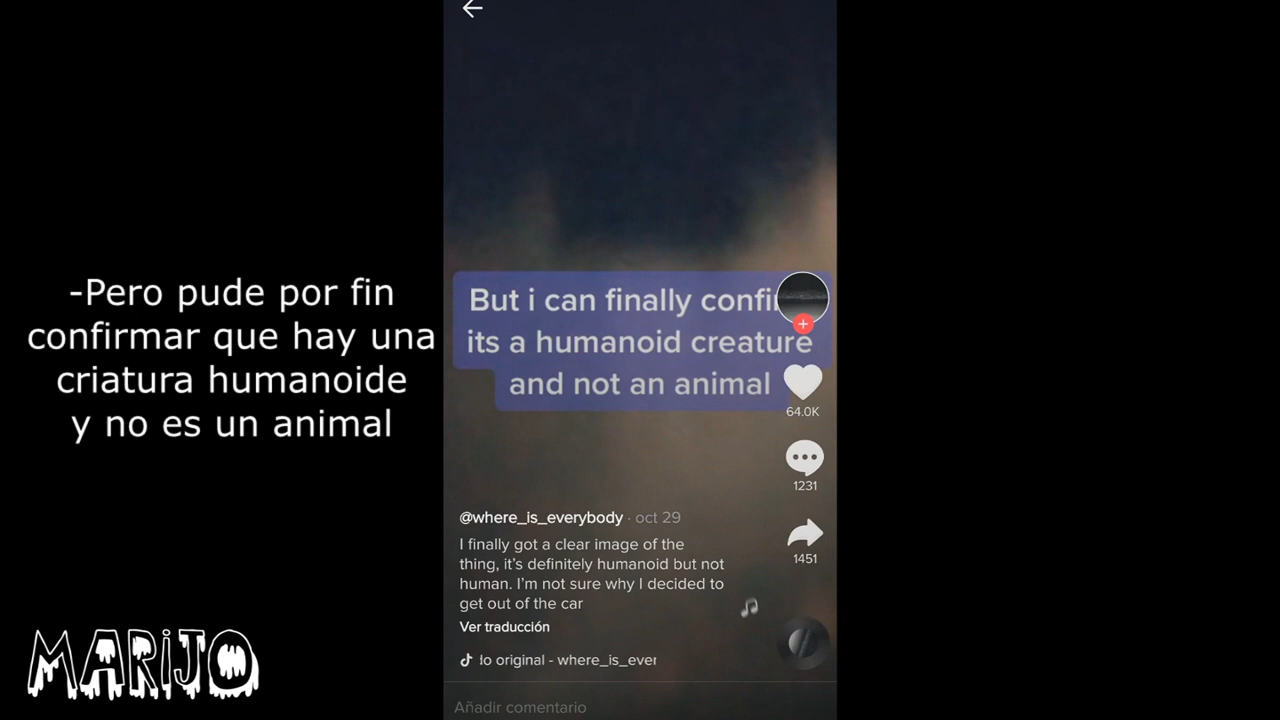 -Pero pude por fin
confirmar que hay una
criatura humanoide
y no es un animal
MARIJO
But i can finally
its a humanoid creature
and not an animal
64.0K
1231
1451
@where_is_everybody · oct 29
I finally got a clear image of the
thing, it's definitely humanoid but not
human. I'm not sure why I decided to
get out of the car
Ver traducción
lo original - where_is_ever
Añadir comentario